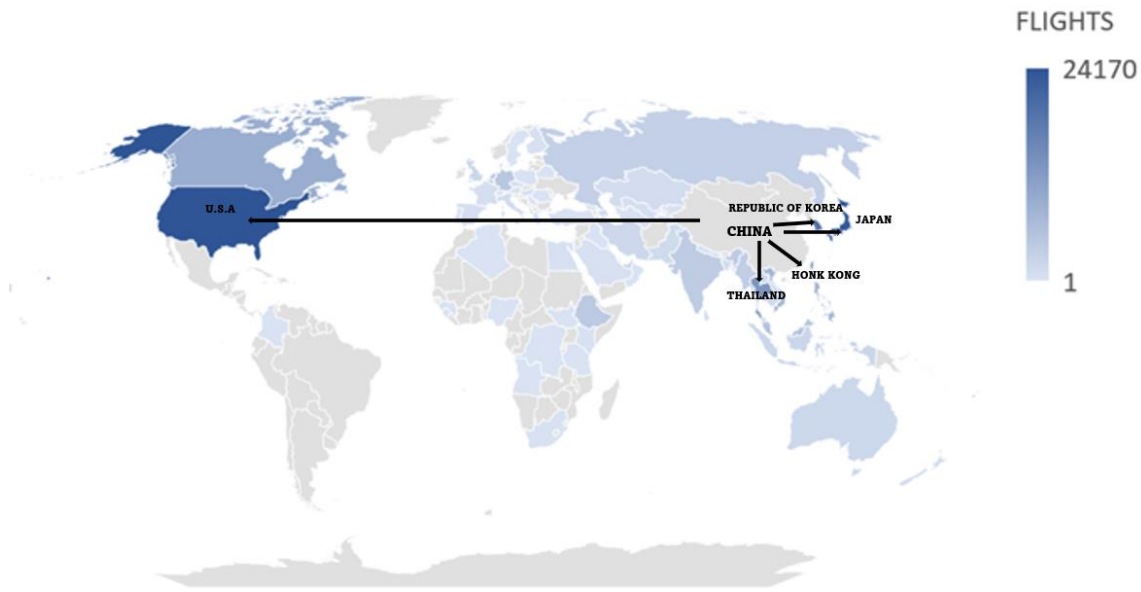 FLIGHTS
24170
1
U.S.A
REPUBLIC OF KOREA
JAPAN
CHINA
HONK KONG
THAILAND